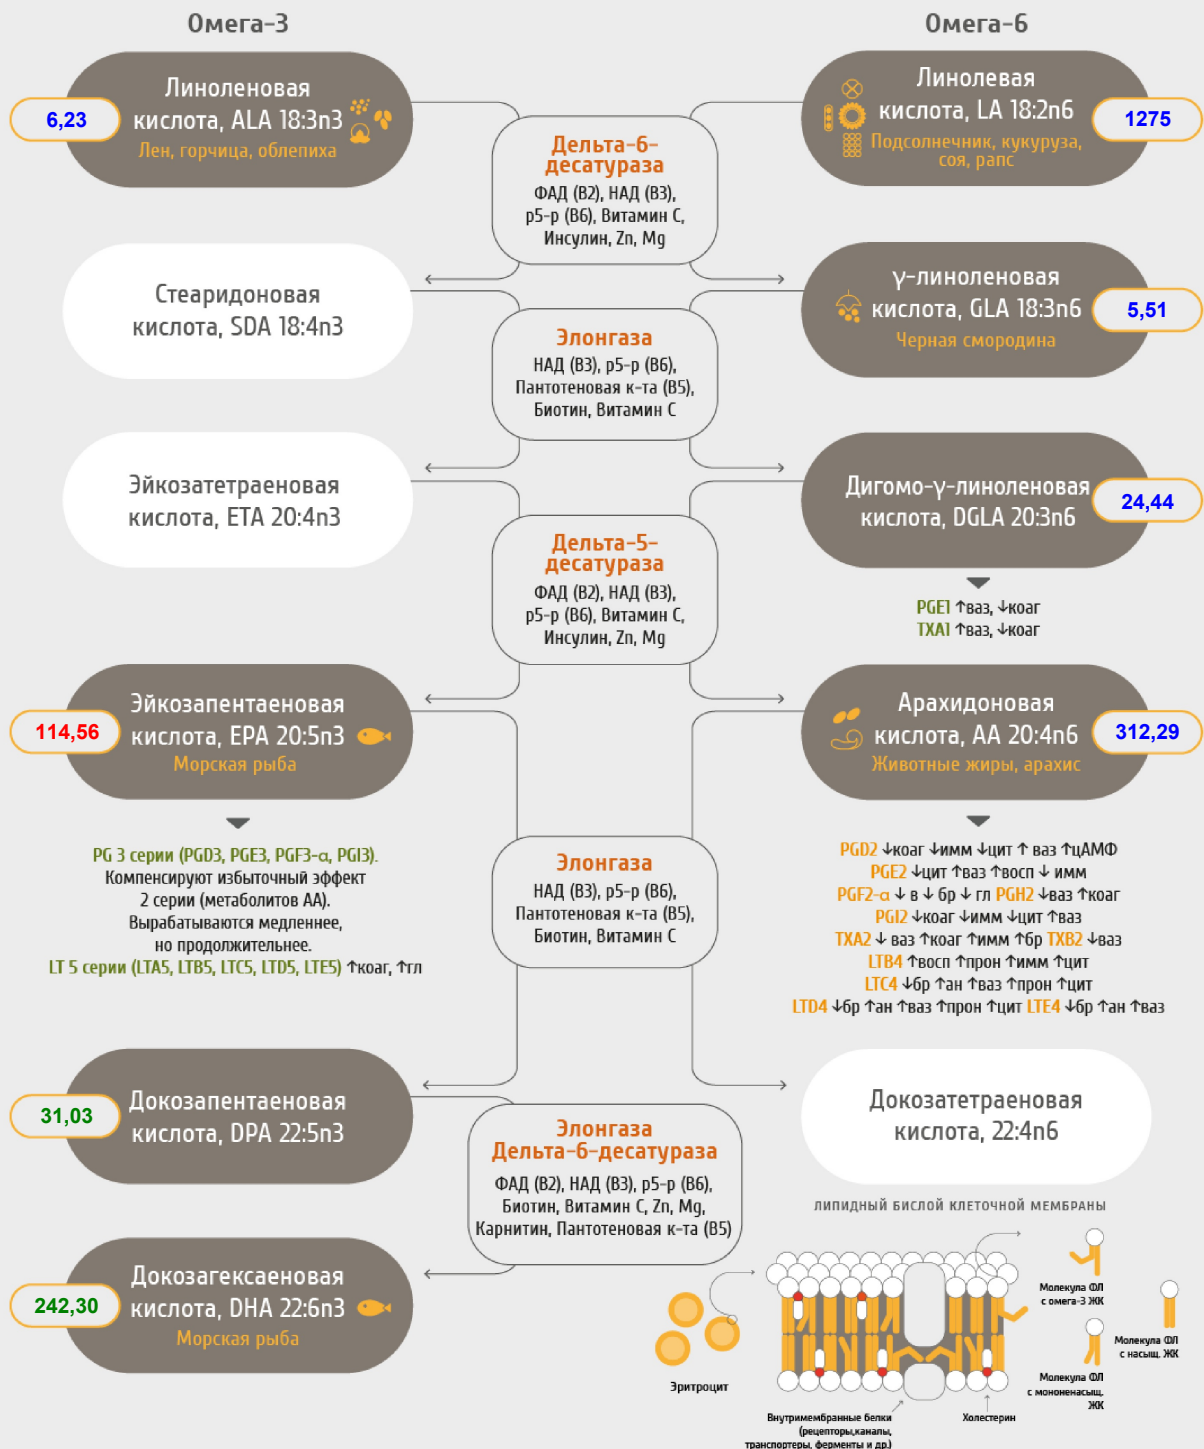 Омега-3
Омега-6
Линоленовая
кислота, ALA 18:3n3
Лен, горчица, облепиха
6,23
Линолевая
кислота, LA 18:2n6
Подсолнечник, кукуруза,
соя, рапс
1275
Дельта-6-
десатураза
ФАД (В2), НАД (В3),
р5-р (В6), Витамин С,
Инсулин, Zn, Mg
Стеаридоновая
кислота, SDA 18:4n3
γ-линоленовая
кислота, GLA 18:3n6
Черная смородина
5,51
Элонгаза
НАД (В3), р5-р (В6),
Пантотеновая к-та (В5),
Биотин, Витамин С
Эйкозатетраеновая
кислота, ETA 20:4n3
Дигомо-γ-линоленовая
кислота, DGLA 20:3n6
24,44
PGE1 ↑ваз, ↓коаг
TXA1 ↑ваз, ↓коаг
Дельта-5-
десатураза
ФАД (В2), НАД (В3),
р5-р (В6), Витамин С,
Инсулин, Zn, Mg
Эйкозапентаеновая
кислота, EPA 20:5n3
Морская рыба
114,56
Арахидоновая
кислота, AA 20:4n6
Животные жиры, арахис
312,29
PG 3 серии (PGD3, PGE3, PGF3-α, PGI3).
Компенсируют избыточный эффект
2 серии (метаболитов АА).
Вырабатываются медленнее,
но продолжительнее.
LT 5 серии (LTA5, LTB5, LTC5, LTD5, LTE5) ↑коаг, ↑гл
Элонгаза
НАД (В3), р5-р (В6),
Пантотеновая к-та (В5),
Биотин, Витамин С
PGD2 ↓коаг ↓имм ↓цит ↑ ваз ↑цАМФ
PGE2 ↓цит ↑ваз ↑восп ↓ имм
PGF2-α ↓ в ↓ бр ↓ гл PGH2 ↓ваз ↑коаг
PGI2 ↓коаг ↓имм ↓цит ↑ваз
TXA2 ↓ ваз ↑коаг ↑имм ↑бр TXB2 ↓ваз
LTB4 ↑восп ↑прон ↑имм ↑цит
LTC4 ↓бр ↑ан ↑ваз ↑прон ↑цит
LTD4 ↓бр ↑ан ↑ваз ↑прон ↑цит LTE4 ↓бр ↑ан ↑ваз
Докозапентаеновая
кислота, DPA 22:5n3
31,03
Докозатетраеновая
кислота, 22:4n6
Элонгаза
Дельта-6-десатураза
ФАД (В2), НАД (В3), р5-р (В6),
Биотин, Витамин С, Zn, Mg,
Карнитин, Пантотеновая к-та (В5)
Докозагексаеновая
кислота, DHA 22:6n3
Морская рыба
242,30
ЛИПИДНЫЙ БИСЛОЙ КЛЕТОЧНОЙ МЕМБРАНЫ
Молекула ФЛ
с омега-3 ЖК
Молекула ФЛ
с насыщ. ЖК
Молекула ФЛ
с мононенасыщ.
ЖК
Эритроцит
Внутримембранные белки
(рецепторы,каналы,
транспортеры, ферменты и др.)
Холестерин